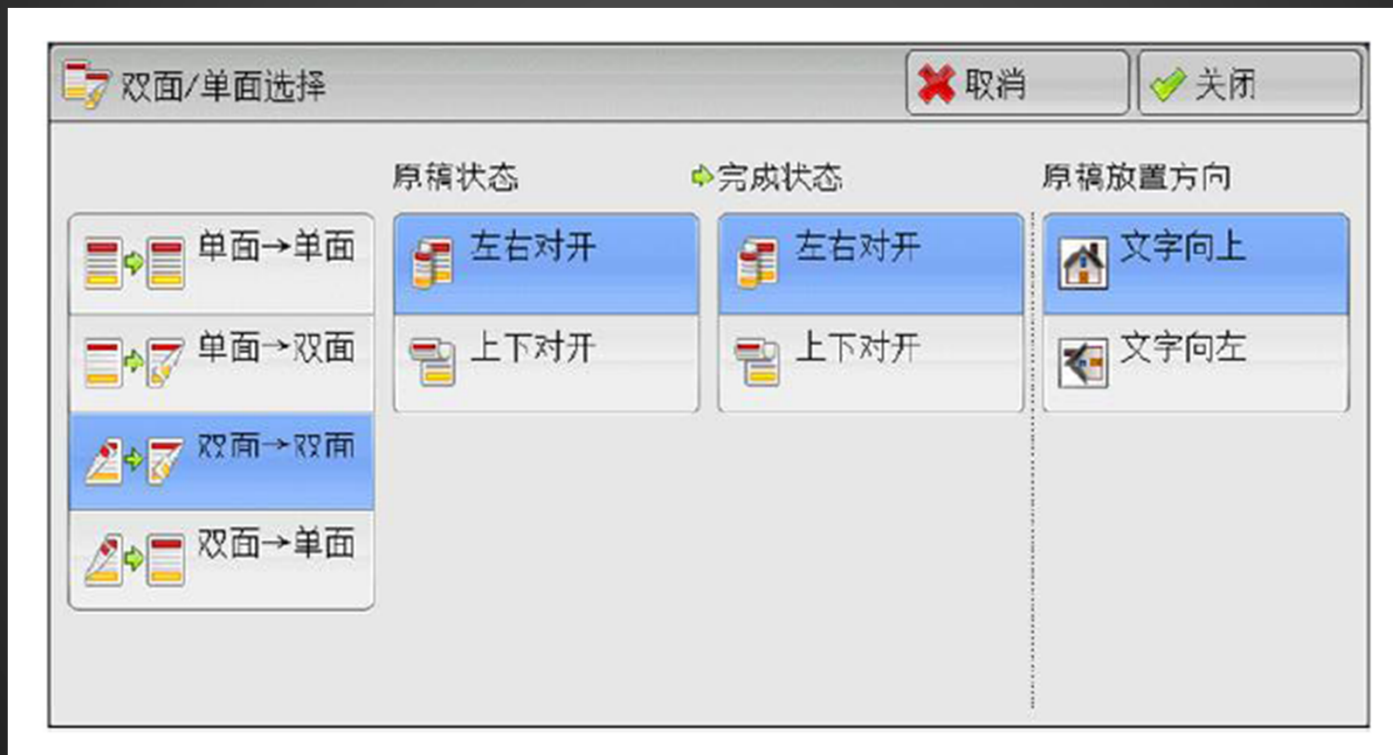 双面/单面选择
取消
关闭
原稿状态
完成状态
原稿放置方向
单面→单面
单面→双面
双面→双面
双面→单面
左右对开
上下对开
左右对开
上下对开
文字向上
文字向左